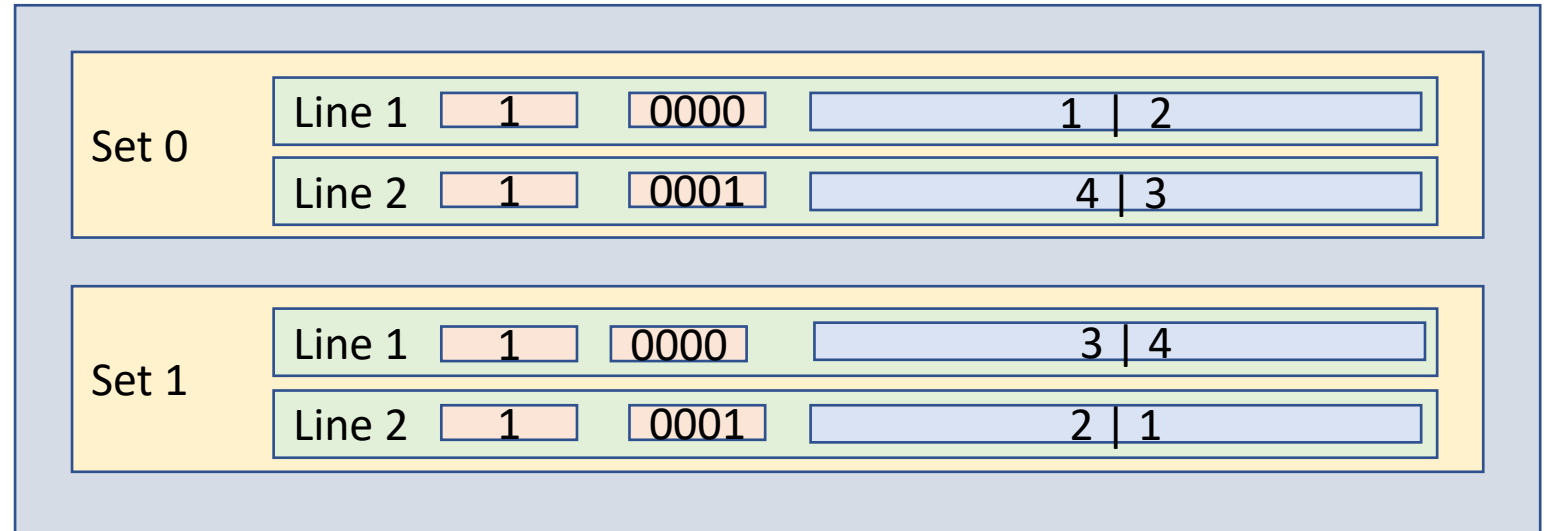 Set 0
Line 1 1 0000 1 | 2
Line 2 1 0001 4 | 3
Set 1
Line 1 1 0000 3 | 4
Line 2 1 0001 2 | 1